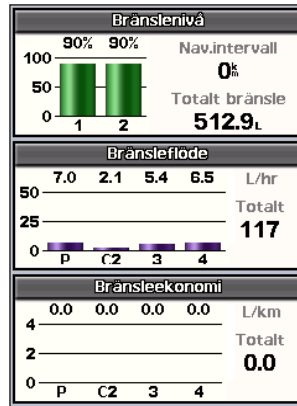 Bränslenivå
90% 90% Nav.intervall
100
0 km
50
Totalt bränsle
0
512.9 L
1 2
Bränsleflöde
7.0 2.1 5.4 6.5 L/hr
50
Totalt
25
117
0
P C2 3 4
Bränsleekonomi
0.0 0.0 0.0 0.0 L/km
4
Totalt
2
0.0
0
P C2 3 4